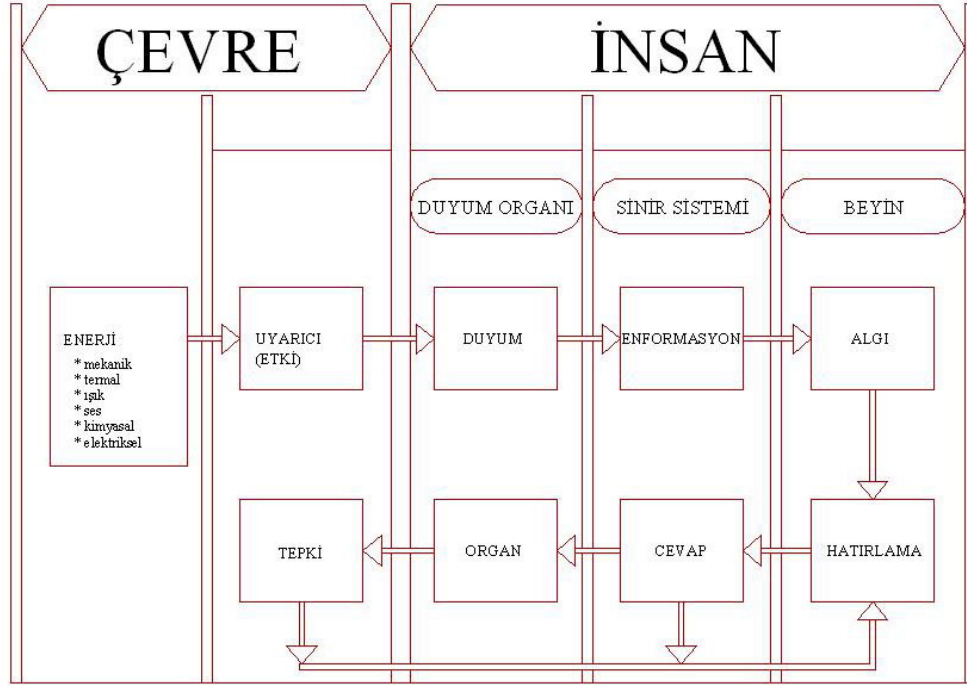 ÇEVRE
İNSAN
DUYUM ORGANI
SİNİR SİSTEMİ
BEYİN
ENERJİ
* mekanik
* termal
* ışık
* ses
* kimyasal
* elektriksel
UYARICI
(ETKİ)
DUYUM
ENFORMASYON
ALGI
TEPKİ
ORGAN
CEVAP
HATIRLAMA